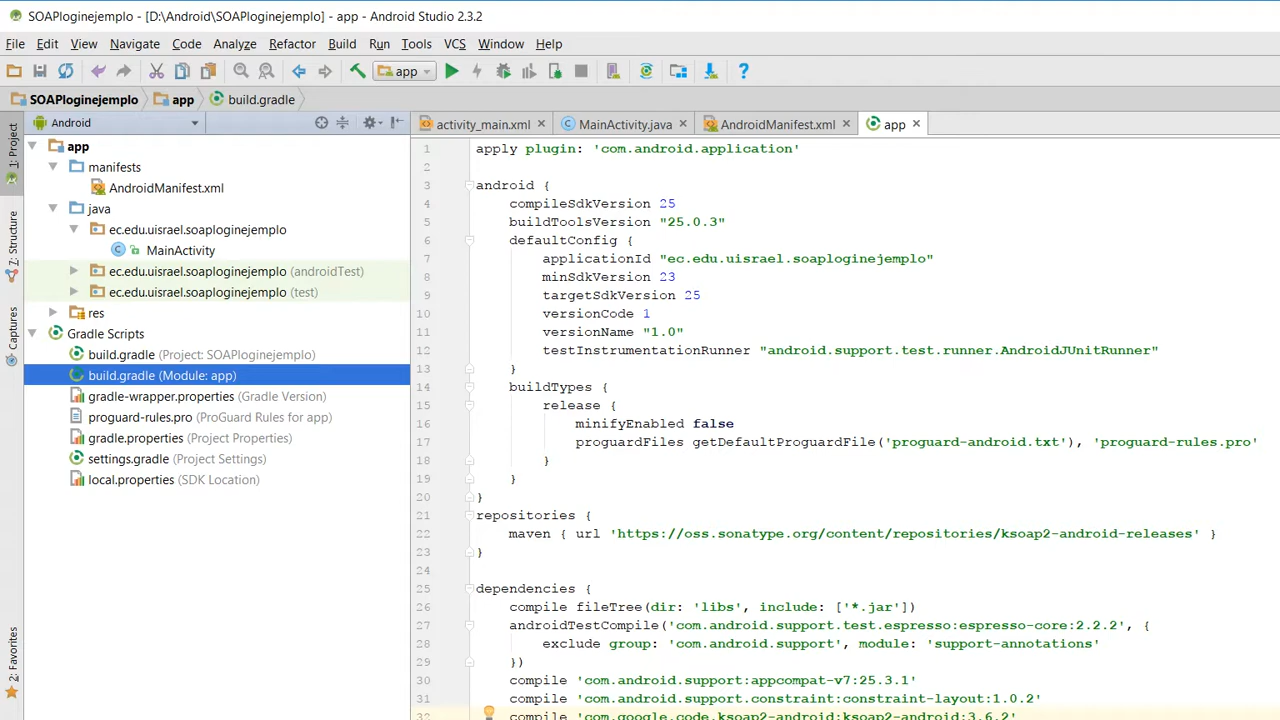 SOAPloginejemplo - [D:\Android\SOAPloginejemplo] - app - Android Studio 2.3.2
File Edit View Navigate Code Analyze Refactor Build Run Tools VCS Window Help
app
SOAPloginejemplo app build.gradle
Android
activity_main.xml MainActivity.java AndroidManifest.xml app
1: Project
7: Structure
Captures
2: Favorites
app
manifests
AndroidManifest.xml
java
ec.edu.uisrael.soaploginejemplo
MainActivity
ec.edu.uisrael.soaploginejemplo (androidTest)
ec.edu.uisrael.soaploginejemplo (test)
res
Gradle Scripts
build.gradle (Project: SOAPloginejemplo)
build.gradle (Module: app)
gradle-wrapper.properties (Gradle Version)
proguard-rules.pro (ProGuard Rules for app)
gradle.properties (Project Properties)
settings.gradle (Project Settings)
local.properties (SDK Location)
1 apply plugin: 'com.android.application'
2
3 android {
4 compileSdkVersion 25
5 buildToolsVersion "25.0.3"
6 defaultConfig {
7 applicationId "ec.edu.uisrael.soaploginejemplo"
8 minSdkVersion 23
9 targetSdkVersion 25
10 versionCode 1
11 versionName "1.0"
12 testInstrumentationRunner "android.support.test.runner.AndroidJUnitRunner"
13 }
14 buildTypes {
15 release {
16 minifyEnabled false
17 proguardFiles getDefaultProguardFile('proguard-android.txt'), 'proguard-rules.pro'
18 }
19 }
20 }
21 repositories {
22 maven { url 'https://oss.sonatype.org/content/repositories/ksoap2-android-releases' }
23 }
24
25 dependencies {
26 compile fileTree(dir: 'libs', include: ['*.jar'])
27 androidTestCompile('com.android.support.test.espresso:espresso-core:2.2.2', {
28 exclude group: 'com.android.support', module: 'support-annotations'
29 })
30 compile 'com.android.support:appcompat-v7:25.3.1'
31 compile 'com.android.support.constraint:constraint-layout:1.0.2'
32 compile 'com.google.code.ksoap2-android:ksoap2-android:3.6.2'